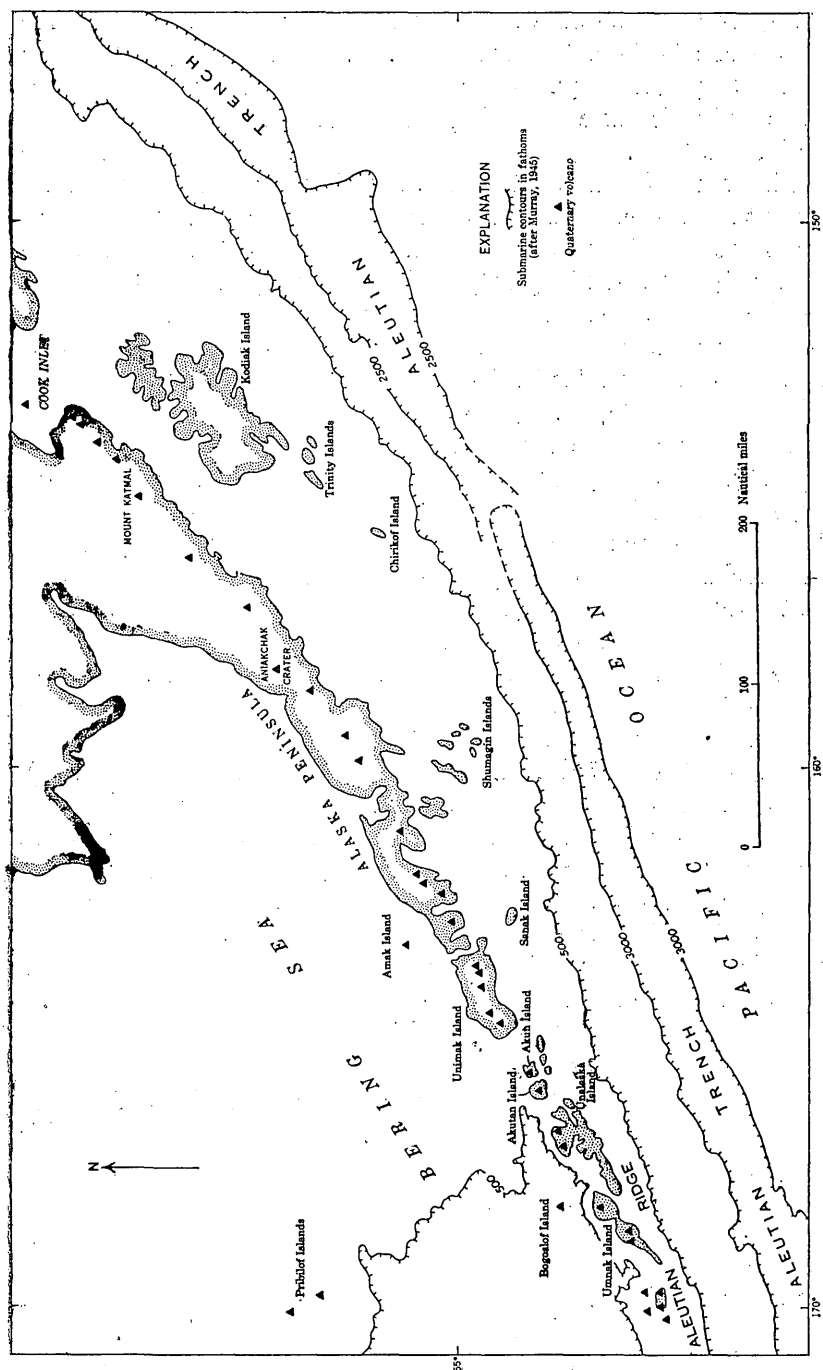 N
BERING
SEA
PACIFIC
OCEAN
ALEUTIAN
TRENCH
ALEUTIAN
TRENCH
ALEUTIAN
RIDGE
ALASKA PENINSULA
COOK INLET
MOUNT KATMAI
ANIAKCHAK
CRATER
Kodiak Island
Trinity Islands
Chirikof Island
Shumagin Islands
Sanak Island
Amak Island
Unimak Island
Akun Island
Akutan Island
Unalaska
Island
Bogoslof Island
Umnak Island
Pribilof Islands
500
500
2500
2500
3000
3000
EXPLANATION
Submarine contours in fathoms
(after Murray, 1945)
Quaternary volcano
0
100
200 Nautical miles
150°
160°
170°
55°